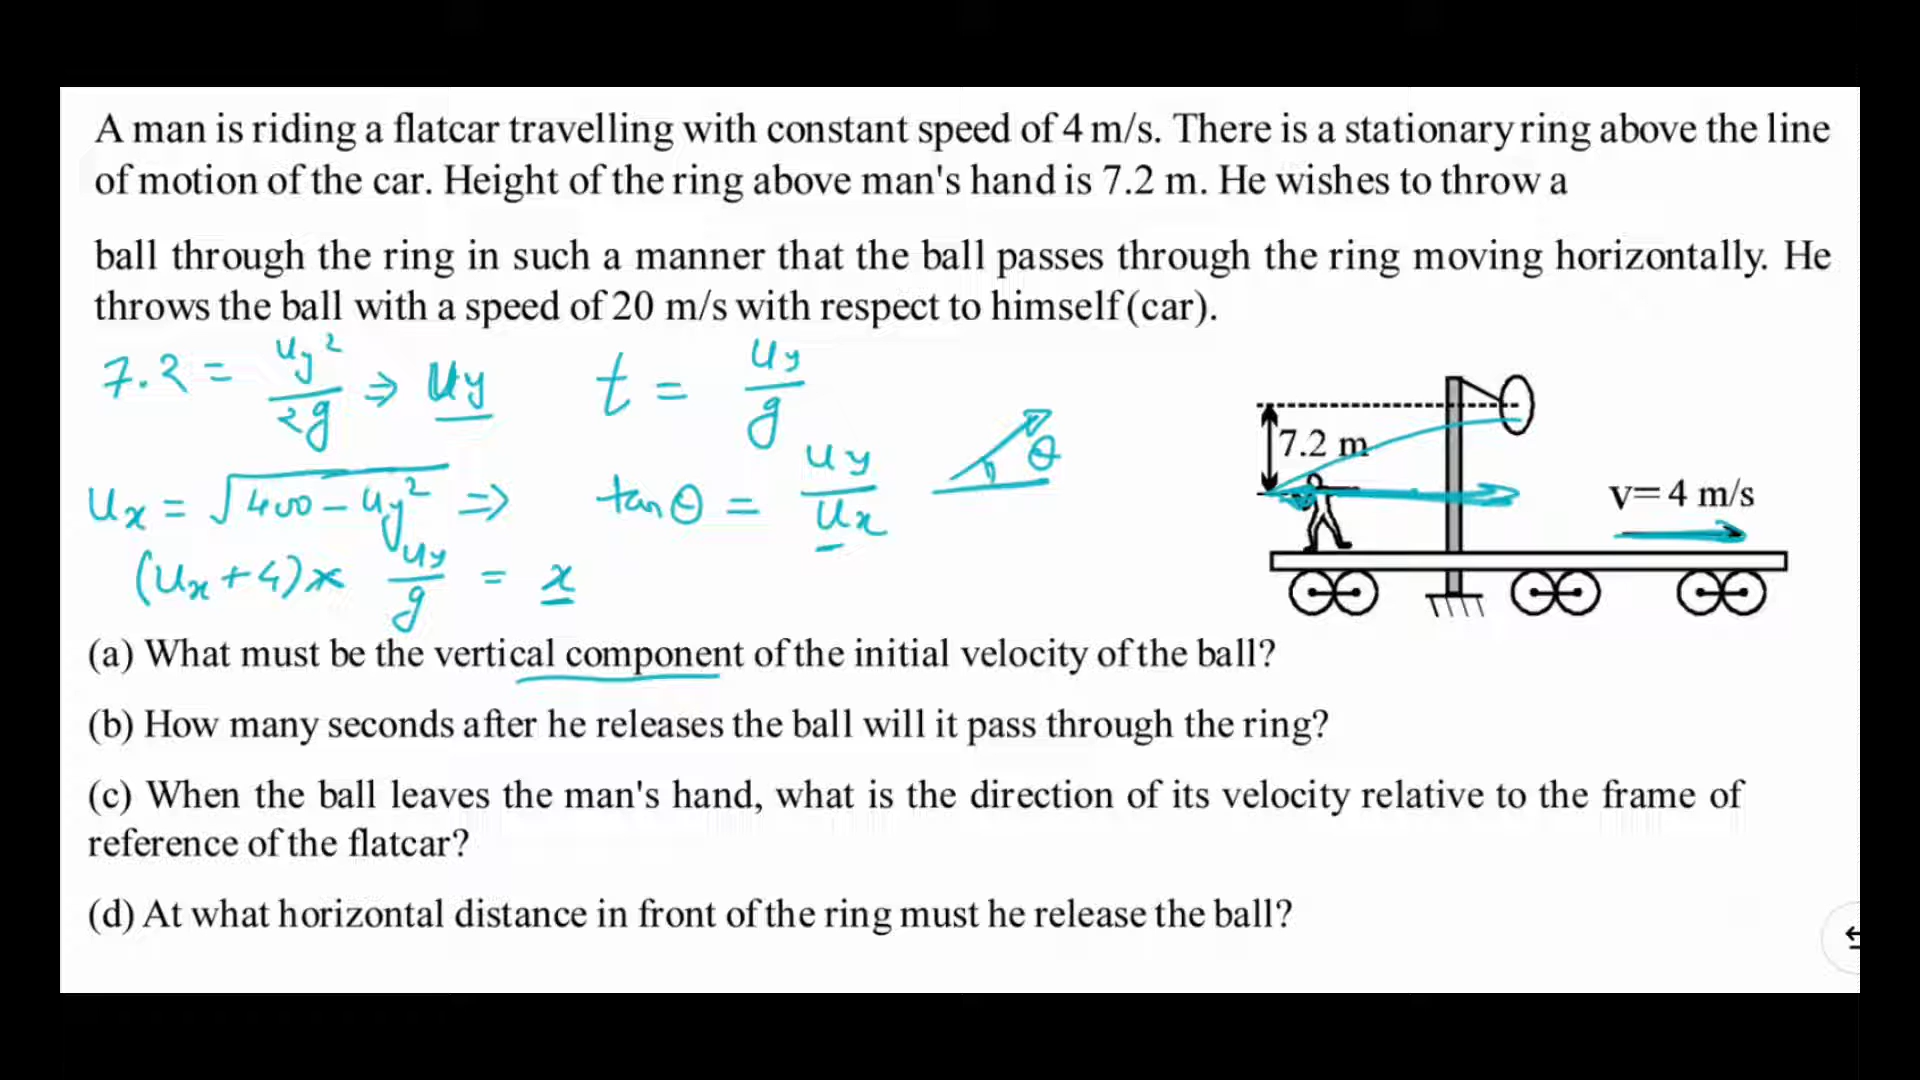 A man is riding a flatcar travelling with constant speed of 4 m/s. There is a stationary ring above the line
of motion of the car. Height of the ring above man's hand is 7.2 m. He wishes to throw a
ball through the ring in such a manner that the ball passes through the ring moving horizontally. He
throws the ball with a speed of 20 m/s with respect to himself (car).
7.2 = uy²/2g ⇒ uy
t = uy/g
7.2 m
θ
ux = √(400 − uy²) ⇒ tan θ = uy/ux
v= 4 m/s
(ux + 4) × uy/g = x
(a) What must be the vertical component of the initial velocity of the ball?
(b) How many seconds after he releases the ball will it pass through the ring?
(c) When the ball leaves the man's hand, what is the direction of its velocity relative to the frame of
reference of the flatcar?
(d) At what horizontal distance in front of the ring must he release the ball?